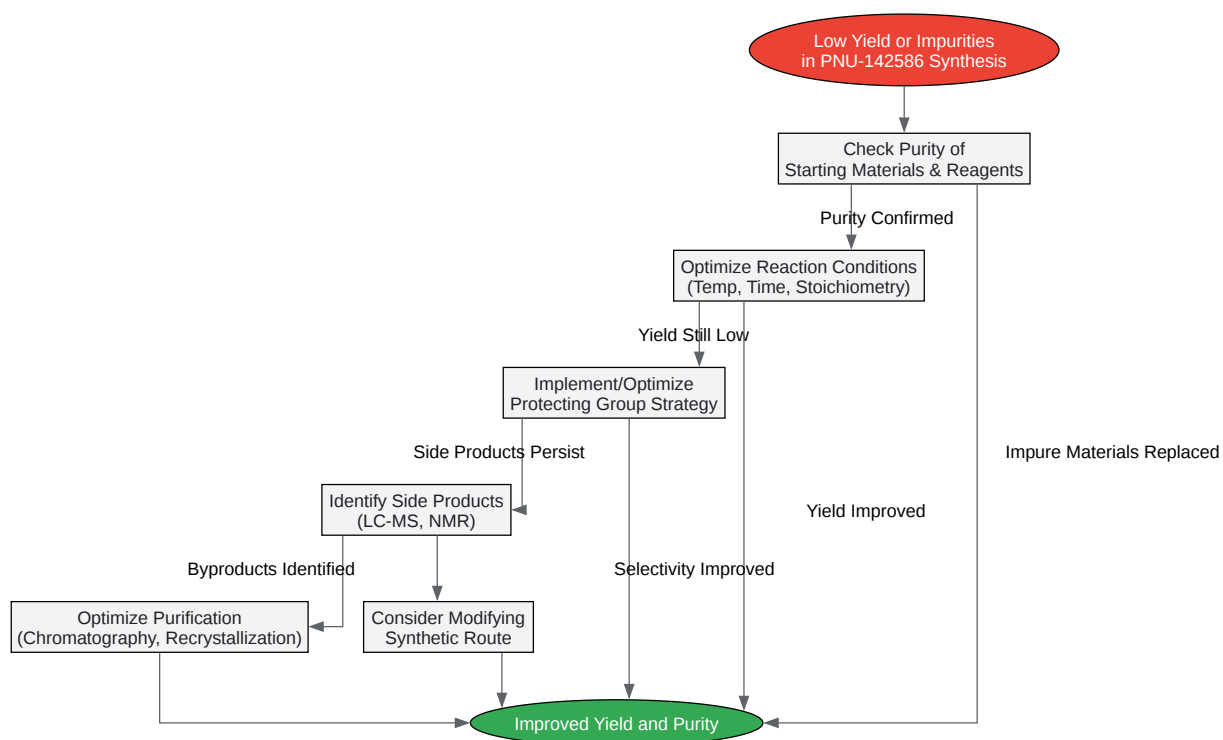 Low Yield or Impurities
in PNU-142586 Synthesis
Check Purity of
Starting Materials & Reagents
Purity Confirmed
Optimize Reaction Conditions
(Temp, Time, Stoichiometry)
Yield Still Low
Implement/Optimize
Protecting Group Strategy
Side Products Persist
Impure Materials Replaced
Identify Side Products
(LC-MS, NMR)
Yield Improved
Byproducts Identified
Selectivity Improved
Optimize Purification
(Chromatography, Recrystallization)
Consider Modifying
Synthetic Route
Improved Yield and Purity